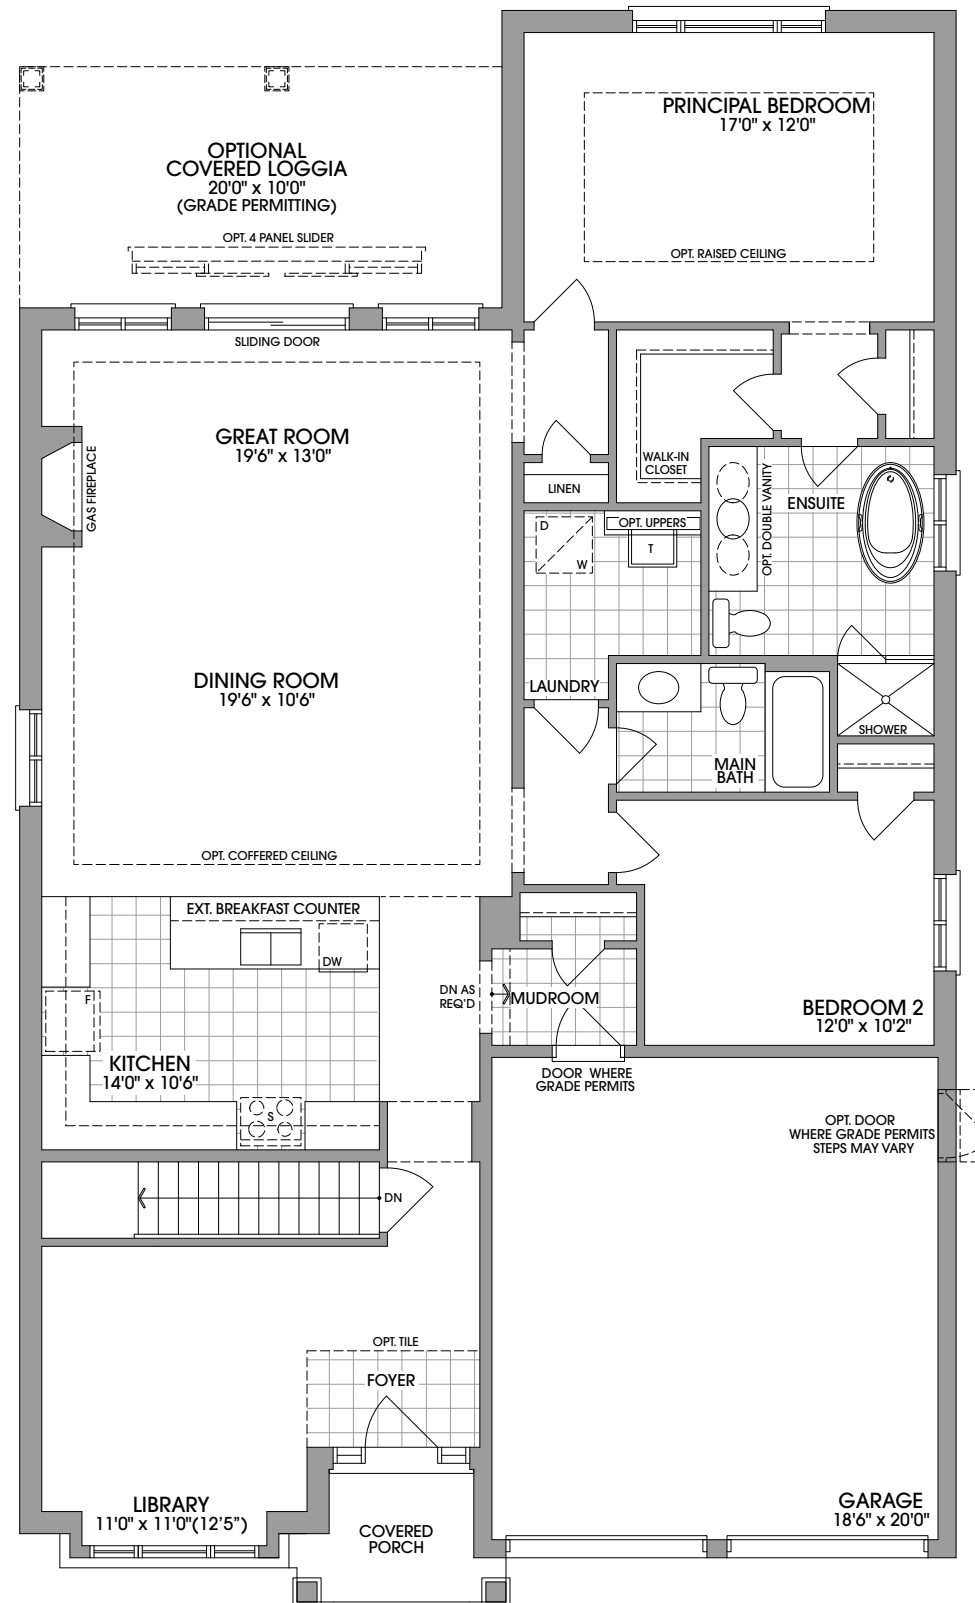 PRINCIPAL BEDROOM
17'0" x 12'0"
OPT. RAISED CEILING
OPTIONAL
COVERED LOGGIA
20'0" x 10'0"
(GRADE PERMITTING)
OPT. 4 PANEL SLIDER
SLIDING DOOR
GREAT ROOM
19'6" x 13'0"
GAS FIREPLACE
WALK-IN
CLOSET
LINEN
OPT. DOUBLE VANITY
ENSUITE
D
W
OPT. UPPERS
T
DINING ROOM
19'6" x 10'6"
LAUNDRY
SHOWER
MAIN
BATH
OPT. COFFERED CEILING
EXT. BREAKFAST COUNTER
DW
F
DN AS
REQ'D
MUDROOM
BEDROOM 2
12'0" x 10'2"
KITCHEN
14'0" x 10'6"
S
DOOR WHERE
GRADE PERMITS
OPT. DOOR
WHERE GRADE PERMITS
STEPS MAY VARY
DN
OPT. TILE
FOYER
LIBRARY
11'0" x 11'0"(12'5")
COVERED
PORCH
GARAGE
18'6" x 20'0"